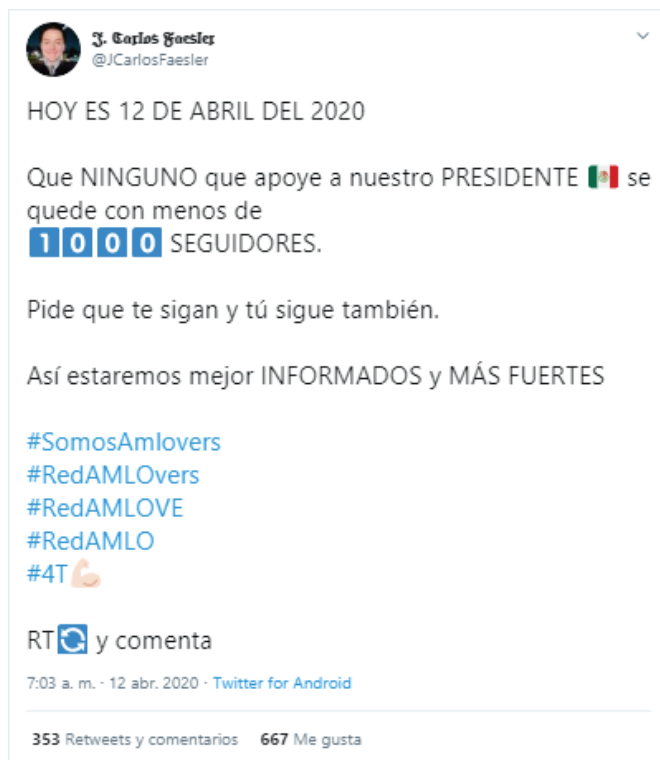 J. Carlos Faesler
@JCarlosFaesler
HOY ES 12 DE ABRIL DEL 2020
Que NINGUNO que apoye a nuestro PRESIDENTE 🇲🇽 se
quede con menos de
1️⃣0️⃣0️⃣0️⃣ SEGUIDORES.
Pide que te sigan y tú sigue también.
Así estaremos mejor INFORMADOS y MÁS FUERTES
#SomosAmlovers
#RedAMLOvers
#RedAMLOVE
#RedAMLO
#4T💪🏻
RT🔄 y comenta
7:03 a. m. · 12 abr. 2020 · Twitter for Android
353 Retweets y comentarios 667 Me gusta